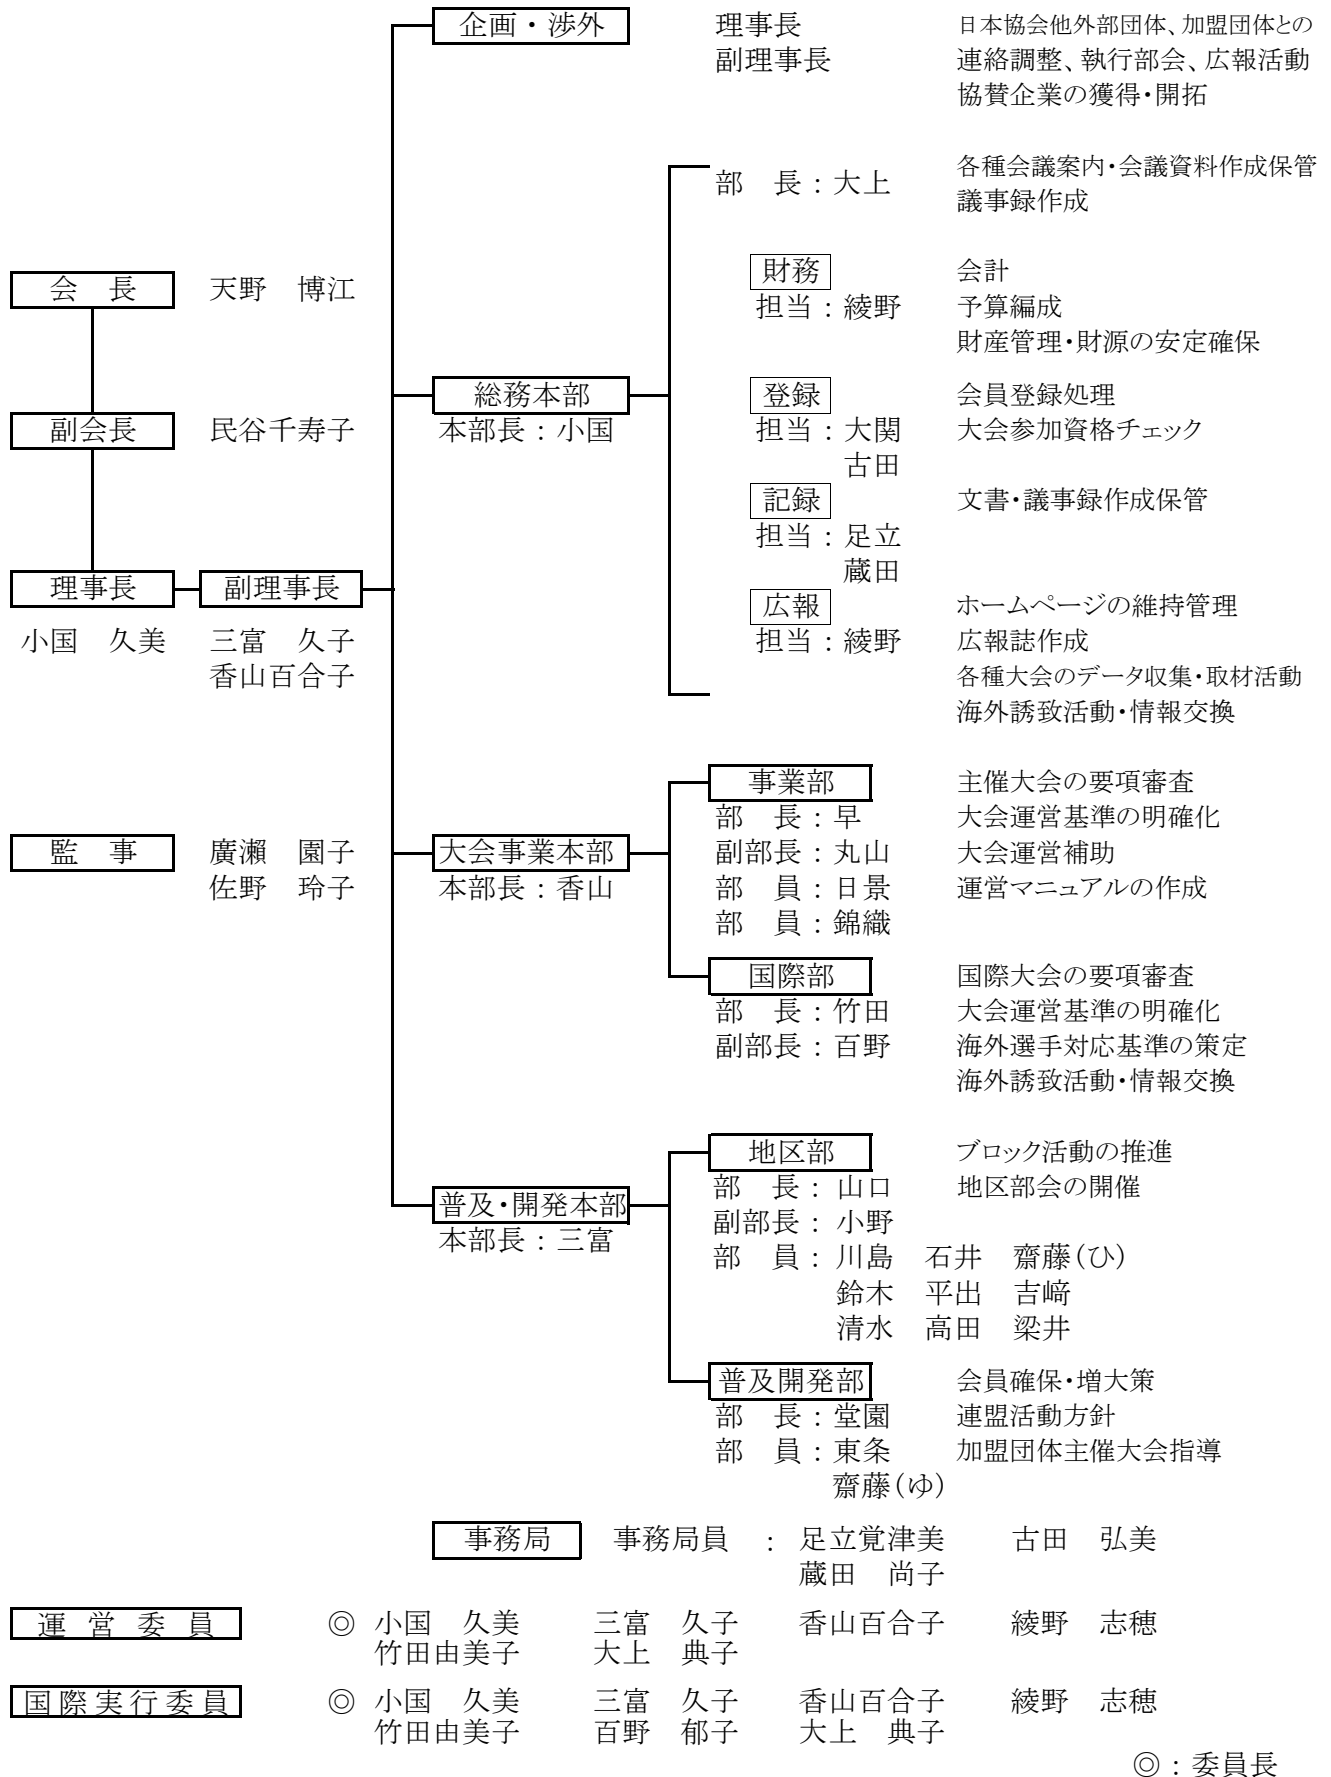 企画・渉外　理事長　日本協会他外部団体、加盟団体との
副理事長　連絡調整、執行部会、広報活動
協賛企業の獲得・開拓
部　長：大上　各種会議案内・会議資料作成保管
議事録作成
財務　会計
会　長　天野　博江
担当：綾野　予算編成
財産管理・財源の安定確保
総務本部　登録　会員登録処理
副会長　民谷千寿子　本部長：小国　担当：大関　大会参加資格チェック
古田
記録　文書・議事録作成保管
担当：足立
蔵田
理事長　副理事長　広報　ホームページの維持管理
小国　久美　三富　久子　担当：綾野　広報誌作成
香山百合子　各種大会のデータ収集・取材活動
海外誘致活動・情報交換
事業部　主催大会の要項審査
部　長：早　大会運営基準の明確化
監　事　廣瀬　園子　大会事業本部　副部長：丸山　大会運営補助
佐野　玲子　本部長：香山　部　員：日景　運営マニュアルの作成
部　員：錦織
国際部　国際大会の要項審査
部　長：竹田　大会運営基準の明確化
副部長：百野　海外選手対応基準の策定
海外誘致活動・情報交換
地区部　ブロック活動の推進
部　長：山口　地区部会の開催
普及・開発本部　副部長：小野
本部長：三富　部　員：川島　石井　齋藤（ひ）
鈴木　平出　吉﨑
清水　高田　梁井
普及開発部　会員確保・増大策
部　長：堂園　連盟活動方針
部　員：東条　加盟団体主催大会指導
齋藤（ゆ）
事務局　事務局員　：　足立覚津美　古田　弘美
蔵田　尚子
運営委員　◎　小国　久美　三富　久子　香山百合子　綾野　志穂
竹田由美子　大上　典子
国際実行委員　◎　小国　久美　三富　久子　香山百合子　綾野　志穂
竹田由美子　百野　郁子　大上　典子
◎：委員長